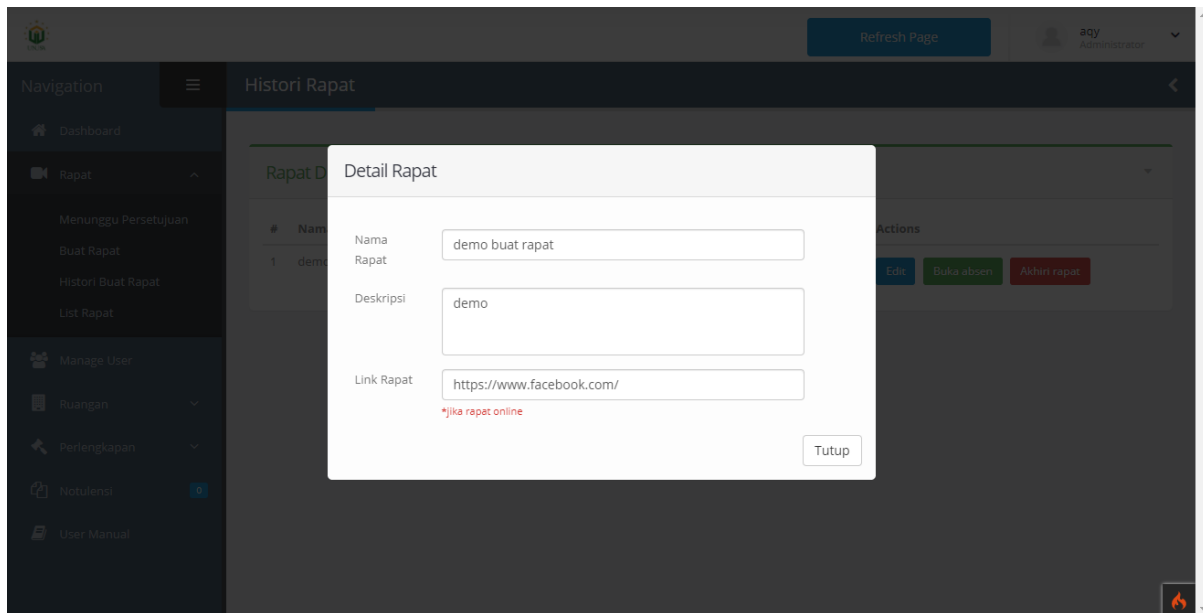 Refresh Page
aqy
Administrator
Navigation
Histori Rapat
Dashboard
Rapat
Menunggu Persetujuan
Buat Rapat
Histori Buat Rapat
List Rapat
Manage User
Ruangan
Perlengkapan
Notulensi 0
User Manual
Rapat D
# Nam Actions
1 demo Edit Buka absen Akhiri rapat
Detail Rapat
Nama Rapat
demo buat rapat
Deskripsi
demo
Link Rapat
https://www.facebook.com/
*jika rapat online
Tutup